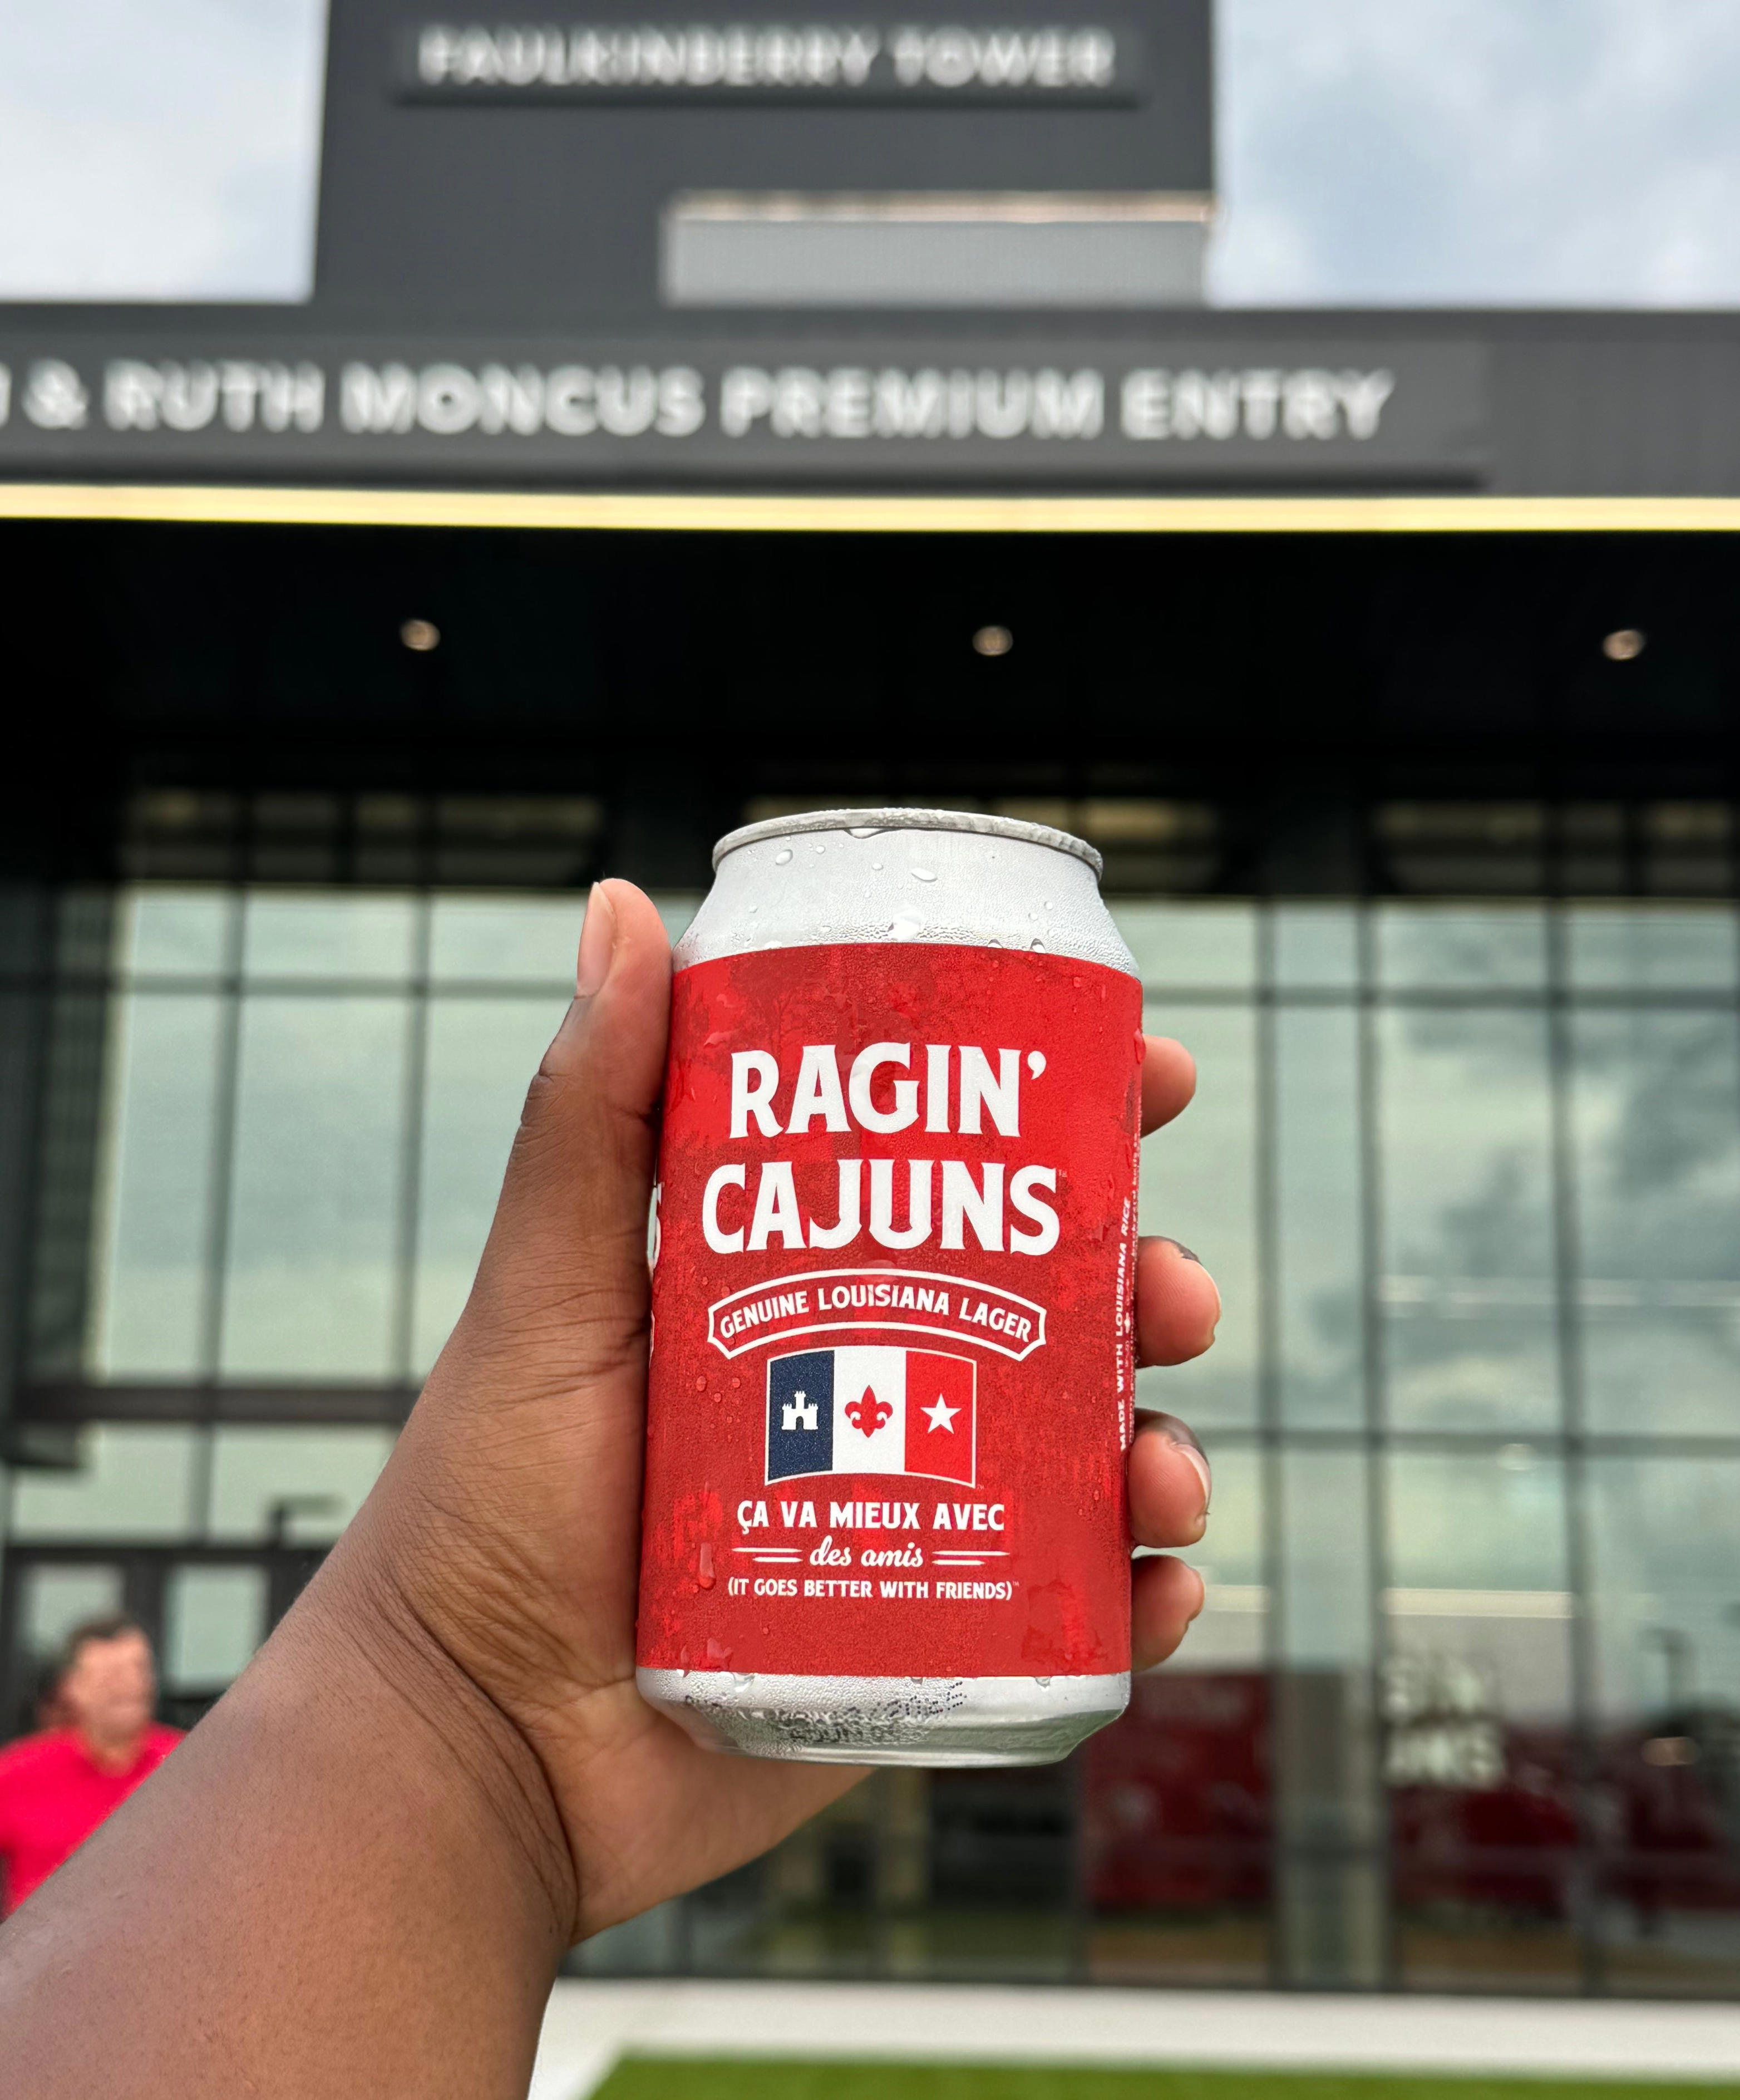 FAULKINBERRY TOWER
& RUTH MONCUS PREMIUM ENTRY
RAGIN'
CAJUNS
GENUINE LOUISIANA LAGER
ÇA VA MIEUX AVEC
des amis
(IT GOES BETTER WITH FRIENDS)™
MADE WITH LOUISIANA RICE